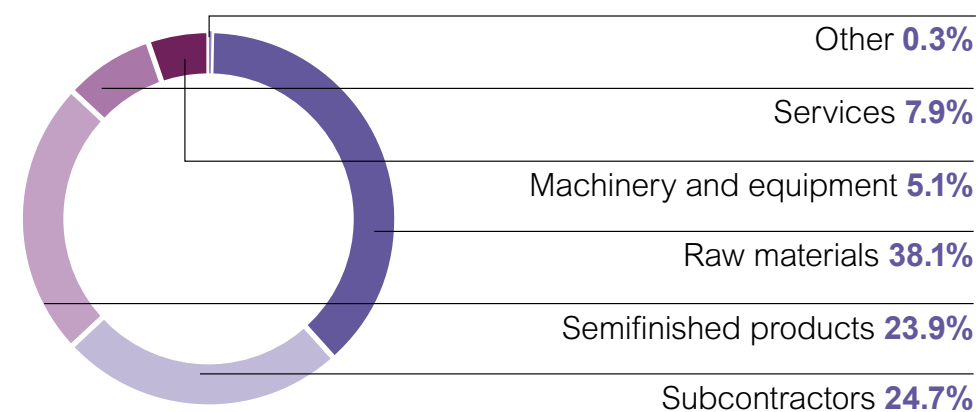 Other 0.3%
Services 7.9%
Machinery and equipment 5.1%
Raw materials 38.1%
Semifinished products 23.9%
Subcontractors 24.7%